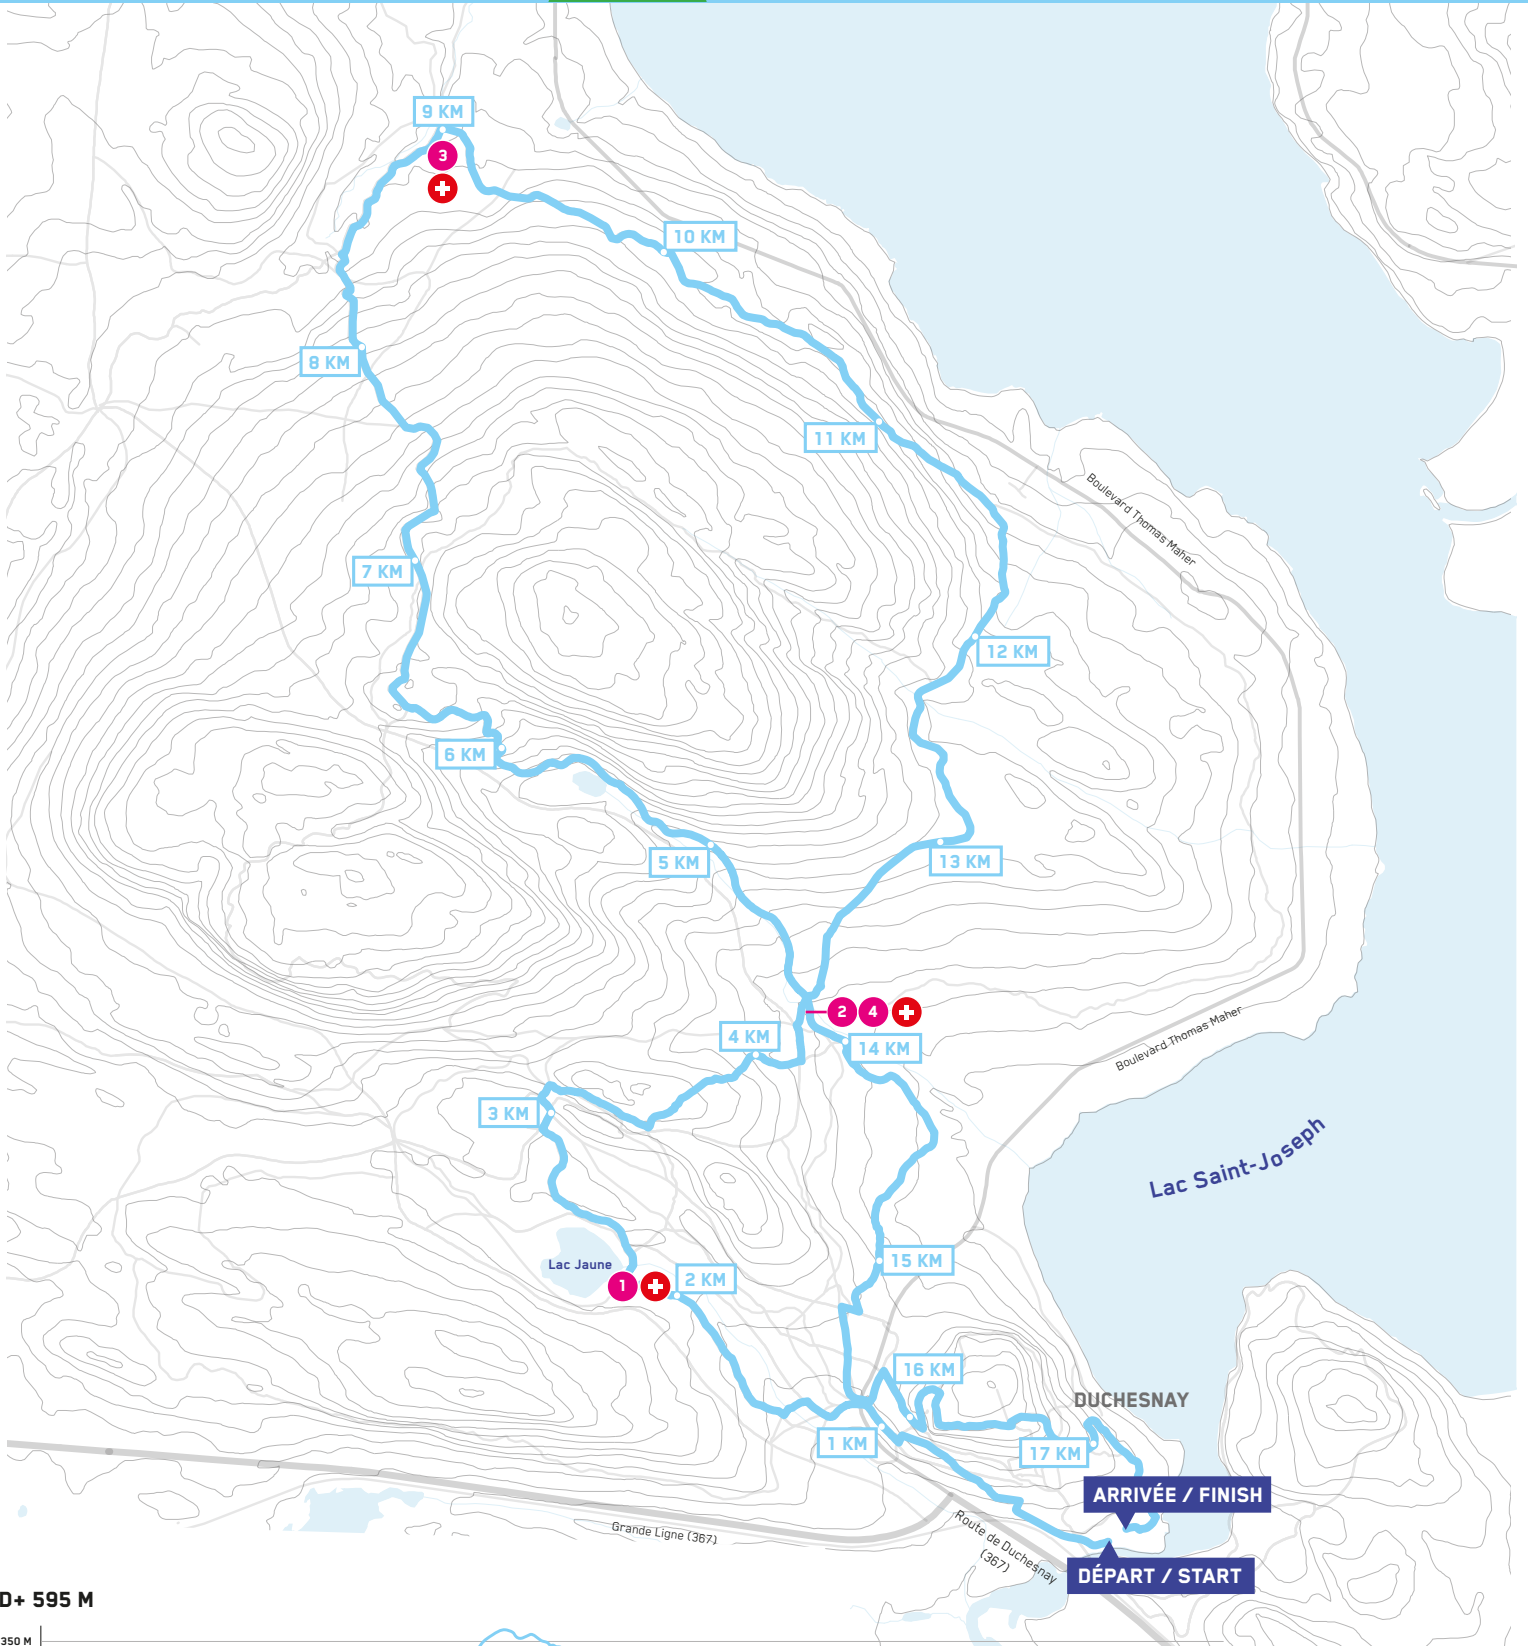 9 KM
3
10 KM
8 KM
11 KM
Boulevard Thomas Maher
7 KM
12 KM
6 KM
5 KM
13 KM
2 4
4 KM
14 KM
Boulevard Thomas Maher
3 KM
Lac Saint-Joseph
15 KM
Lac Jaune
1
2 KM
16 KM
DUCHESNAY
1 KM
17 KM
ARRIVÉE / FINISH
Grande Ligne (367)
Route de Duchesnay
(367)
DÉPART / START
D+ 595 M
350 M